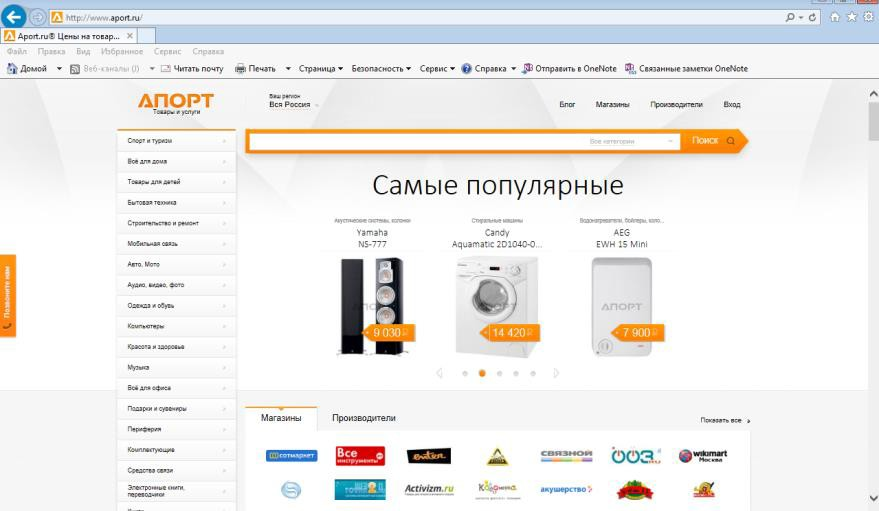 http://www.aport.ru/
Aport.ru® Цены на товар...
Файл Правка Вид Избранное Сервис Справка
Домой Веб-каналы (J) Читать почту Печать Страница Безопасность Сервис Справка Отправить в OneNote Связанные заметки OneNote
АПОРТ
Товары и услуги
Ваш регион
Вся Россия
Блог Магазины Производители Вход
Все категории Поиск
Спорт и туризм
Всё для дома
Товары для детей
Бытовая техника
Строительство и ремонт
Мобильная связь
Авто, Мото
Аудио, видео, фото
Одежда и обувь
Компьютеры
Красота и здоровье
Музыка
Всё для офиса
Подарки и сувениры
Периферия
Комплектующие
Средства связи
Электронные книги,
переводчики
Позвоните нам
Самые популярные
Акустические системы, колонки
Yamaha
NS-777
АПОРТ
9 030
Стиральные машины
Candy
Aquamatic 2D1040-0...
АПОРТ
14 420
Водонагреватели, бойлеры, коло...
AEG
EWH 15 Mini
АПОРТ
7 900
Магазины Производители Показать все
сотмаркет Все инструменты enter СВЯЗНОЙ 003.ru wikimart
Москва
Activizm.ru акушерство